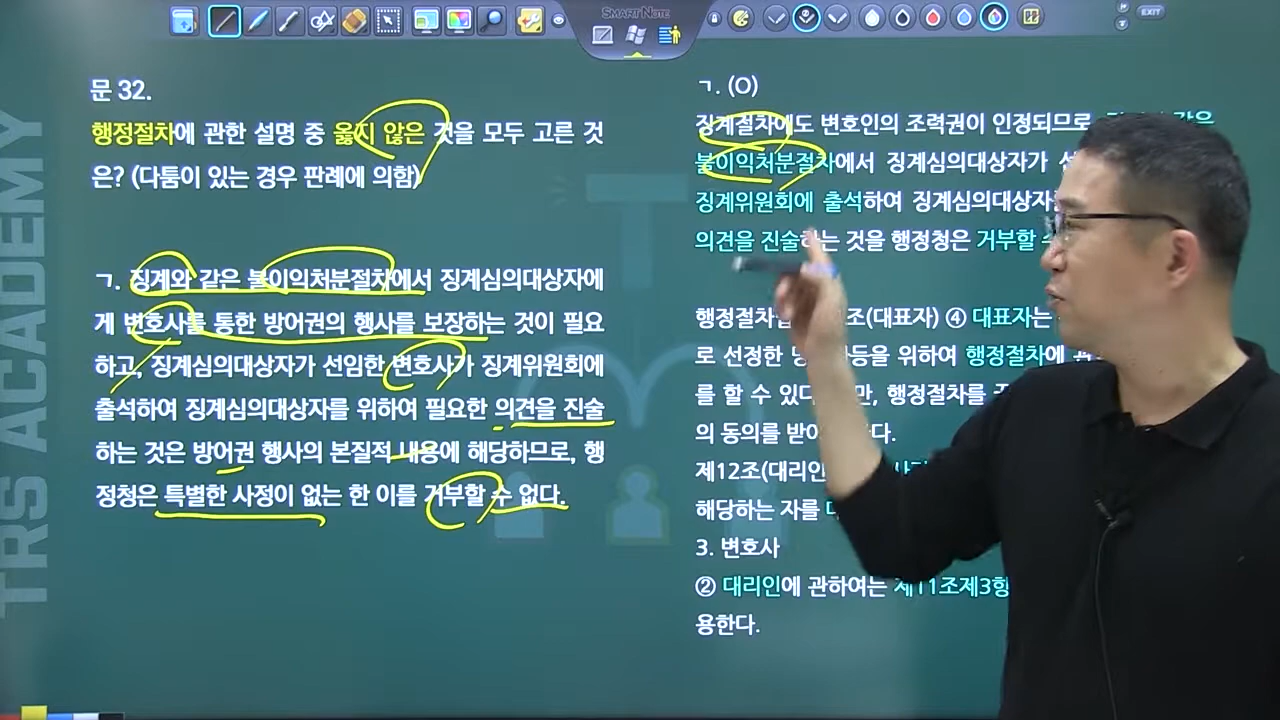 SMARTNOTE
EXIT
TRS ACADEMY
문 32.
행정절차에 관한 설명 중 옳지 않은 것을 모두 고른 것
은? (다툼이 있는 경우 판례에 의함)
ㄱ. 징계와 같은 불이익처분절차에서 징계심의대상자에
게 변호사를 통한 방어권의 행사를 보장하는 것이 필요
하고, 징계심의대상자가 선임한 변호사가 징계위원회에
출석하여 징계심의대상자를 위하여 필요한 의견을 진술
하는 것은 방어권 행사의 본질적 내용에 해당하므로, 행
정청은 특별한 사정이 없는 한 이를 거부할 수 없다.
ㄱ. (O)
징계절차에도 변호인의 조력권이 인정되므로
불이익처분절차에서 징계심의대상자가
징계위원회에 출석하여 징계심의대상자
의견을 진술하는 것을 행정청은 거부할
행정절차 조(대표자) ④ 대표자는
로 선정한 위하여 행정절차에
를 할 수 있다 행정절차를
의 동의를
제12조(대리인
해당하는 자를
3. 변호사
② 대리인에 관하여는 제11조제3항
용한다.